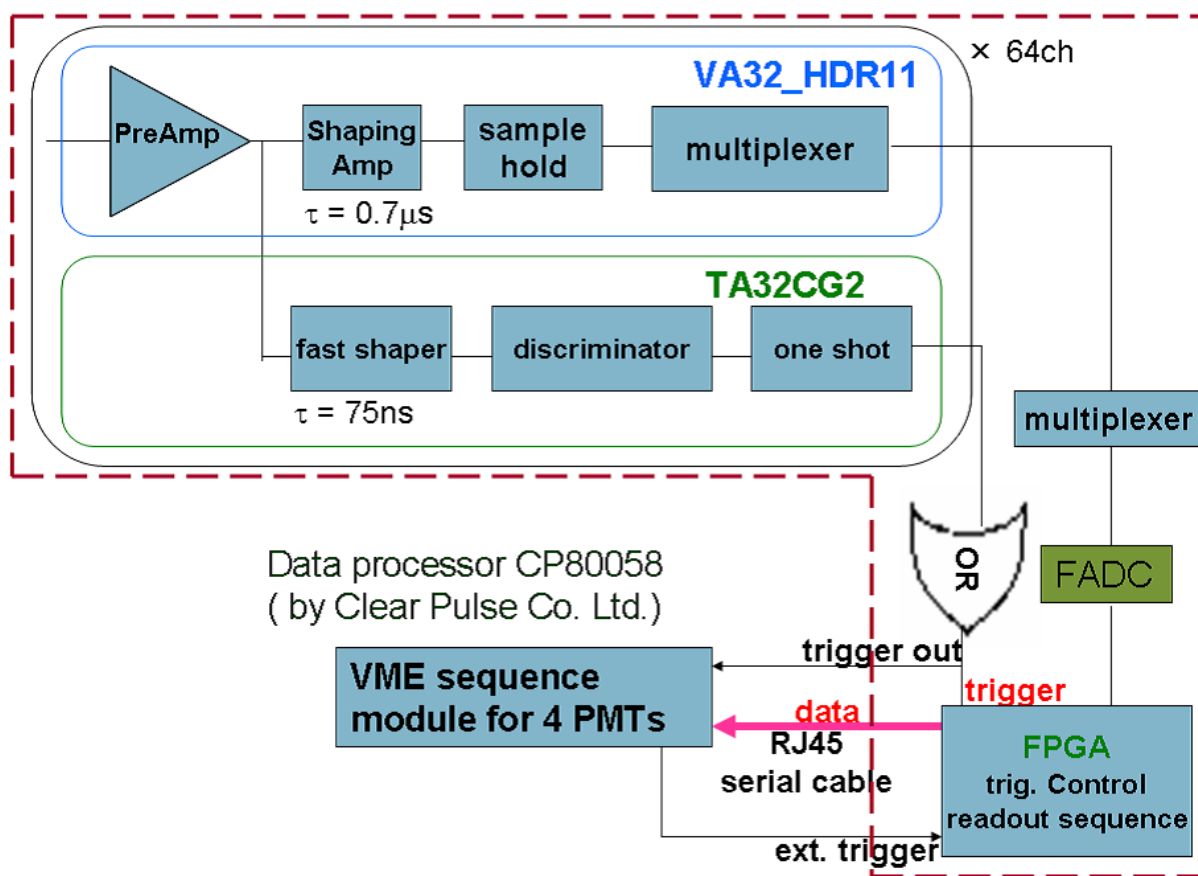 × 64ch
VA32_HDR11
PreAmp
Shaping
Amp
sample
hold
multiplexer
τ = 0.7μs
TA32CG2
fast shaper
discriminator
one shot
τ = 75ns
multiplexer
OR
FADC
Data processor CP80058
( by Clear Pulse Co. Ltd.)
trigger out
VME sequence
module for 4 PMTs
trigger
data
RJ45
serial cable
FPGA
trig. Control
readout sequence
ext. trigger